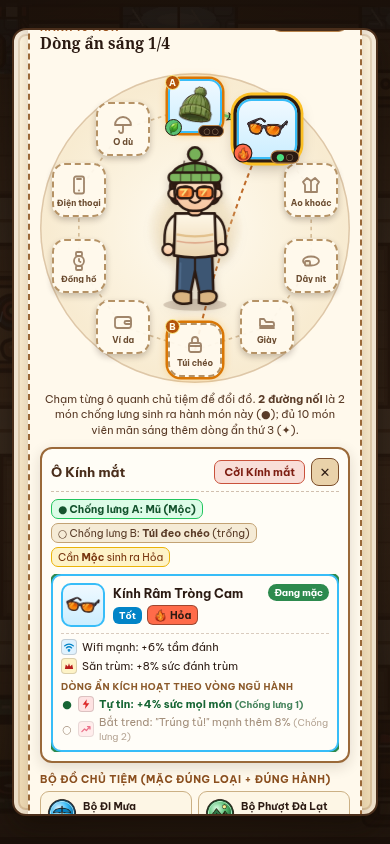 Dòng ẩn sáng 1/4
A
Ô dù
Điện thoại
Áo khoác
Đồng hồ
Dây nịt
Ví da
Giày
B
Túi chéo
Chạm từng ô quanh chủ tiệm để đổi đồ. 2 đường nối là 2
món chống lưng sinh ra hành món này (●); đủ 10 món
viên mãn sáng thêm dòng ẩn thứ 3 (✦).
Ô Kính mắt
Cởi Kính mắt
✕
● Chống lưng A: Mũ (Mộc)
○ Chống lưng B: Túi đeo chéo (trống)
Cần Mộc sinh ra Hỏa
Kính Râm Tròng Cam
Đang mặc
Tốt
Hỏa
Wifi mạnh: +6% tầm đánh
Săn trùm: +8% sức đánh trùm
DÒNG ẨN KÍCH HOẠT THEO VÒNG NGŨ HÀNH
● Tự tin: +4% sức mọi món (Chống lưng 1)
○ Bắt trend: "Trúng tủ!" mạnh thêm 8% (Chống
lưng 2)
BỘ ĐỒ CHỦ TIỆM (MẶC ĐÚNG LOẠI + ĐÚNG HÀNH)
Bộ Đi Mưa
Bộ Phượt Đà Lạt